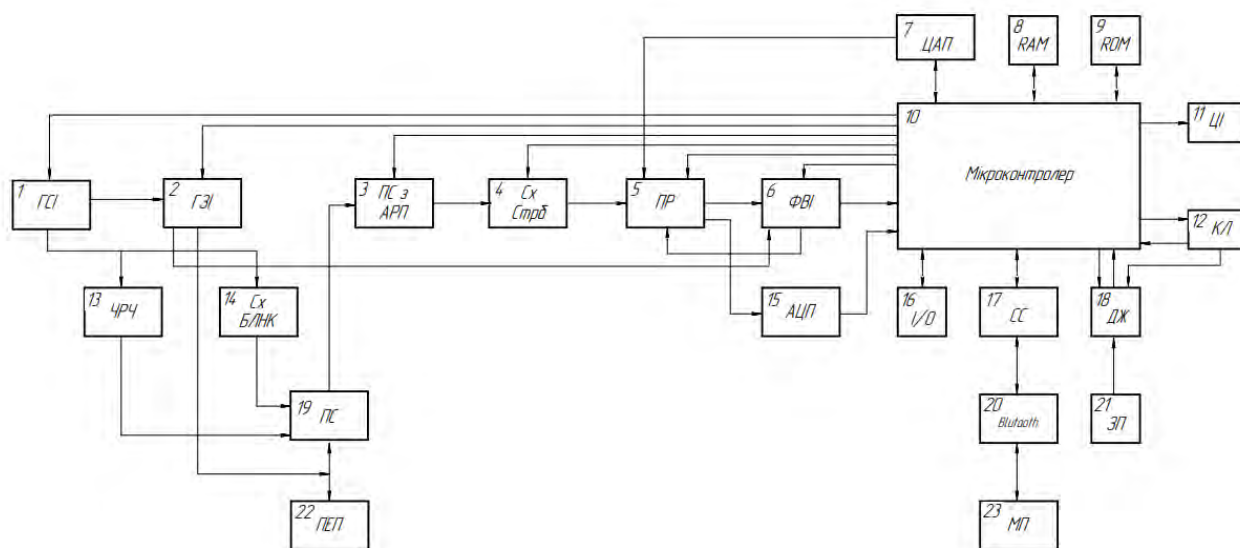 7 ЦАП
8 RAM
9 ROM
10 Мікроконтролер
11 ЦІ
1 ГСІ
2 ГЗІ
3 ПС з
АРП
4 Сх
Стрб
5 ПР
6 ФВІ
12 КЛ
13 ЧРЧ
14 Сх
БЛНК
15 АЦП
16 I/O
17 СС
18 ДЖ
19 ПС
20 Blutooth
21 ЗП
22 ПЕП
23 МП